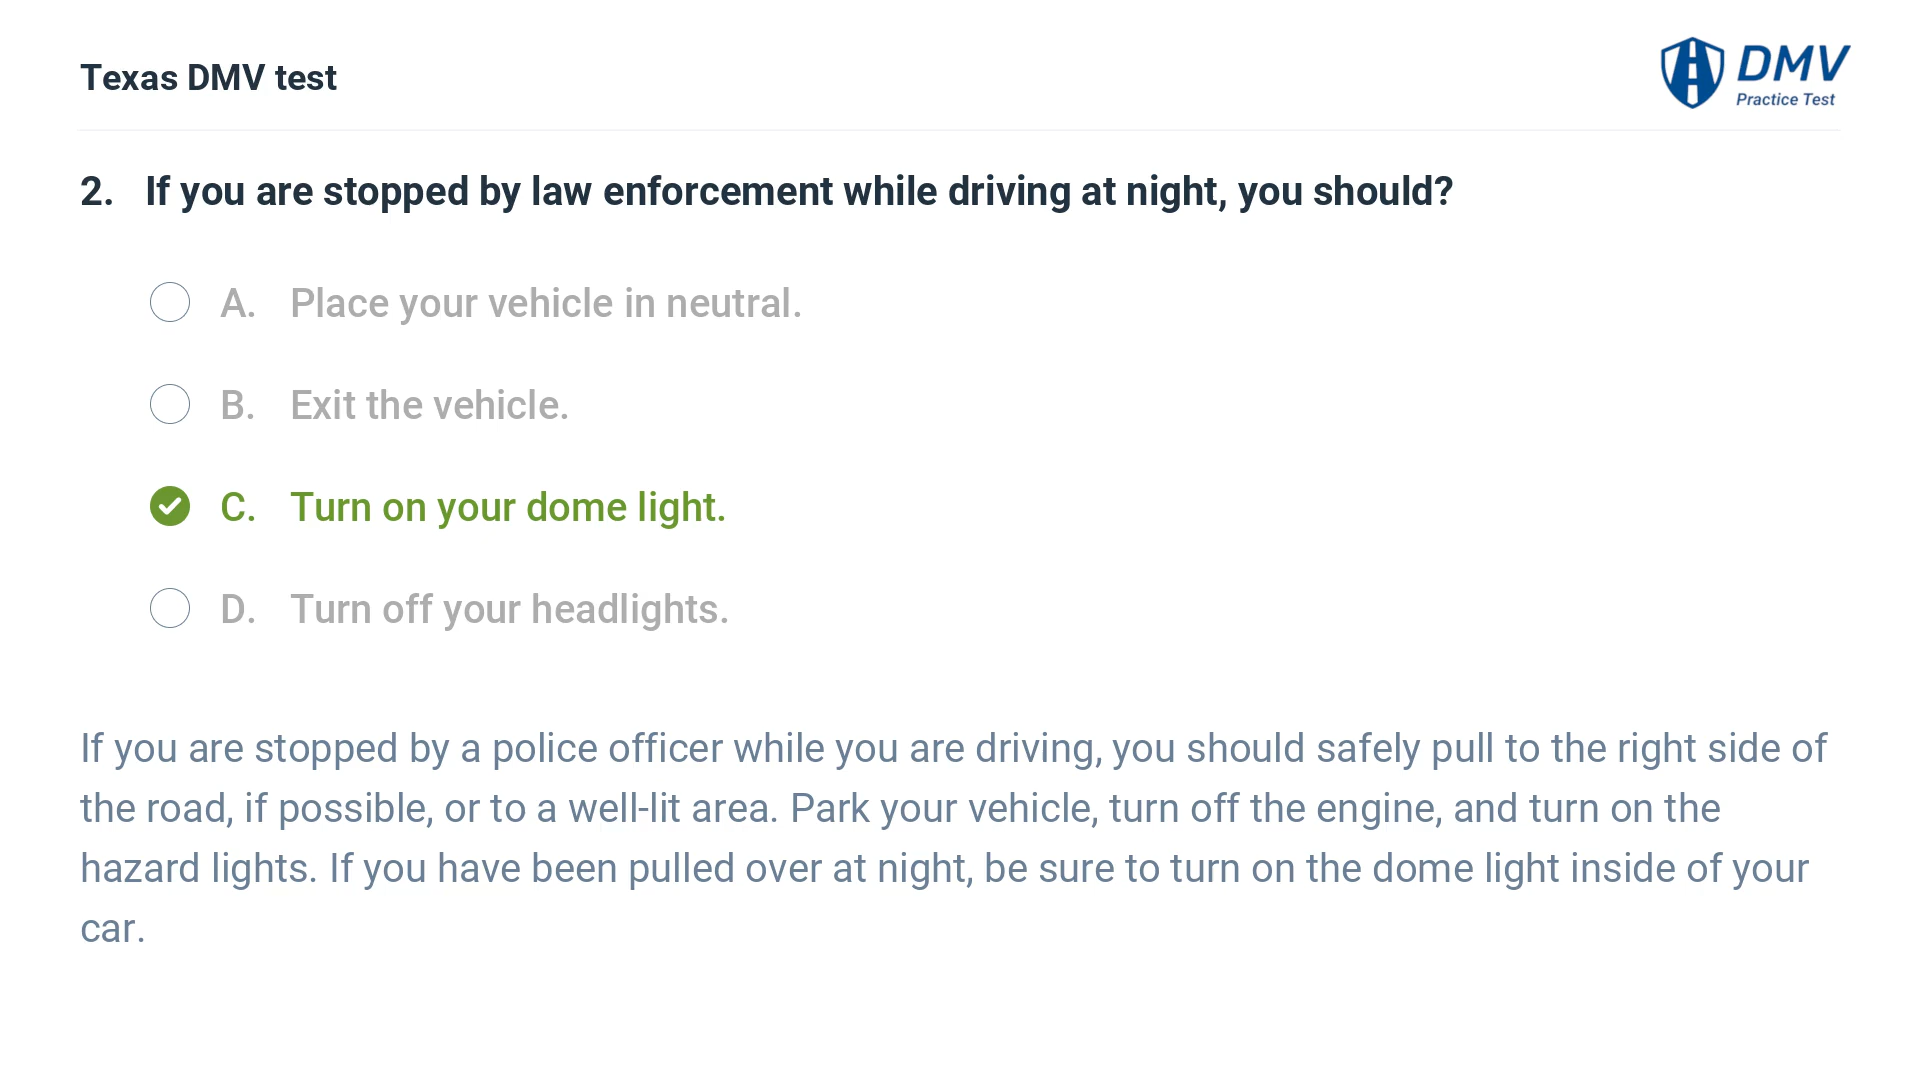 Texas DMV test
DMV
Practice Test
2. If you are stopped by law enforcement while driving at night, you should?
A. Place your vehicle in neutral.
B. Exit the vehicle.
C. Turn on your dome light.
D. Turn off your headlights.
If you are stopped by a police officer while you are driving, you should safely pull to the right side of
the road, if possible, or to a well-lit area. Park your vehicle, turn off the engine, and turn on the
hazard lights. If you have been pulled over at night, be sure to turn on the dome light inside of your
car.